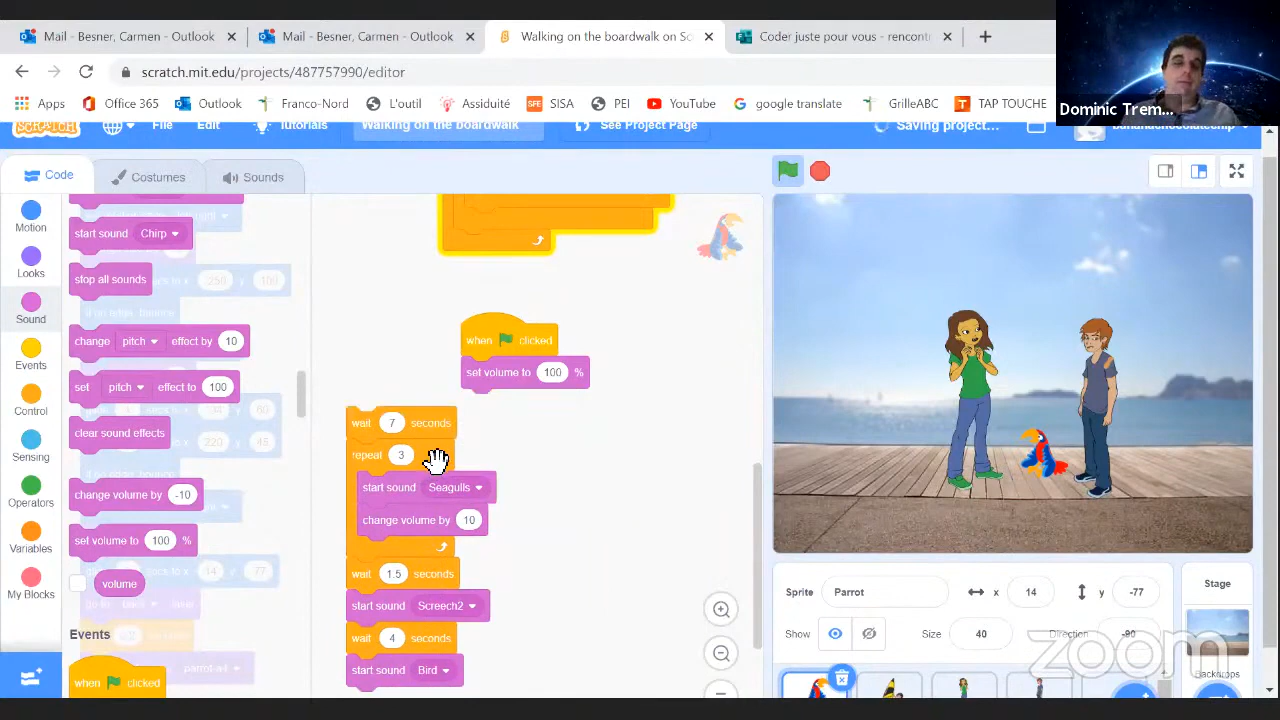 Mail - Besner, Carmen - Outlook
Mail - Besner, Carmen - Outlook
Walking on the boardwalk on Sc
Coder juste pour vous - rencont
scratch.mit.edu/projects/487757990/editor
Apps
Office 365
Outlook
Franco-Nord
L'outil
Assiduité
SFE
SISA
PEI
YouTube
google translate
GrilleABC
TAP TOUCHE
Dominic Trem...
SCRATCH
File
Edit
Tutorials
Walking on the boardwalk
See Project Page
Saving project...
Code
Costumes
Sounds
Motion
Looks
Sound
Events
Control
Sensing
Operators
Variables
My Blocks
start sound Chirp
stop all sounds
change pitch effect by 10
set pitch effect to 100
clear sound effects
change volume by -10
set volume to 100 %
volume
Events
when clicked
when clicked
set volume to 100 %
wait 7 seconds
repeat 3
start sound Seagulls
change volume by 10
wait 1.5 seconds
start sound Screech2
wait 4 seconds
start sound Bird
Sprite Parrot x 14 y -77
Show Size 40 Direction -90
Stage
Backdrops
zoom